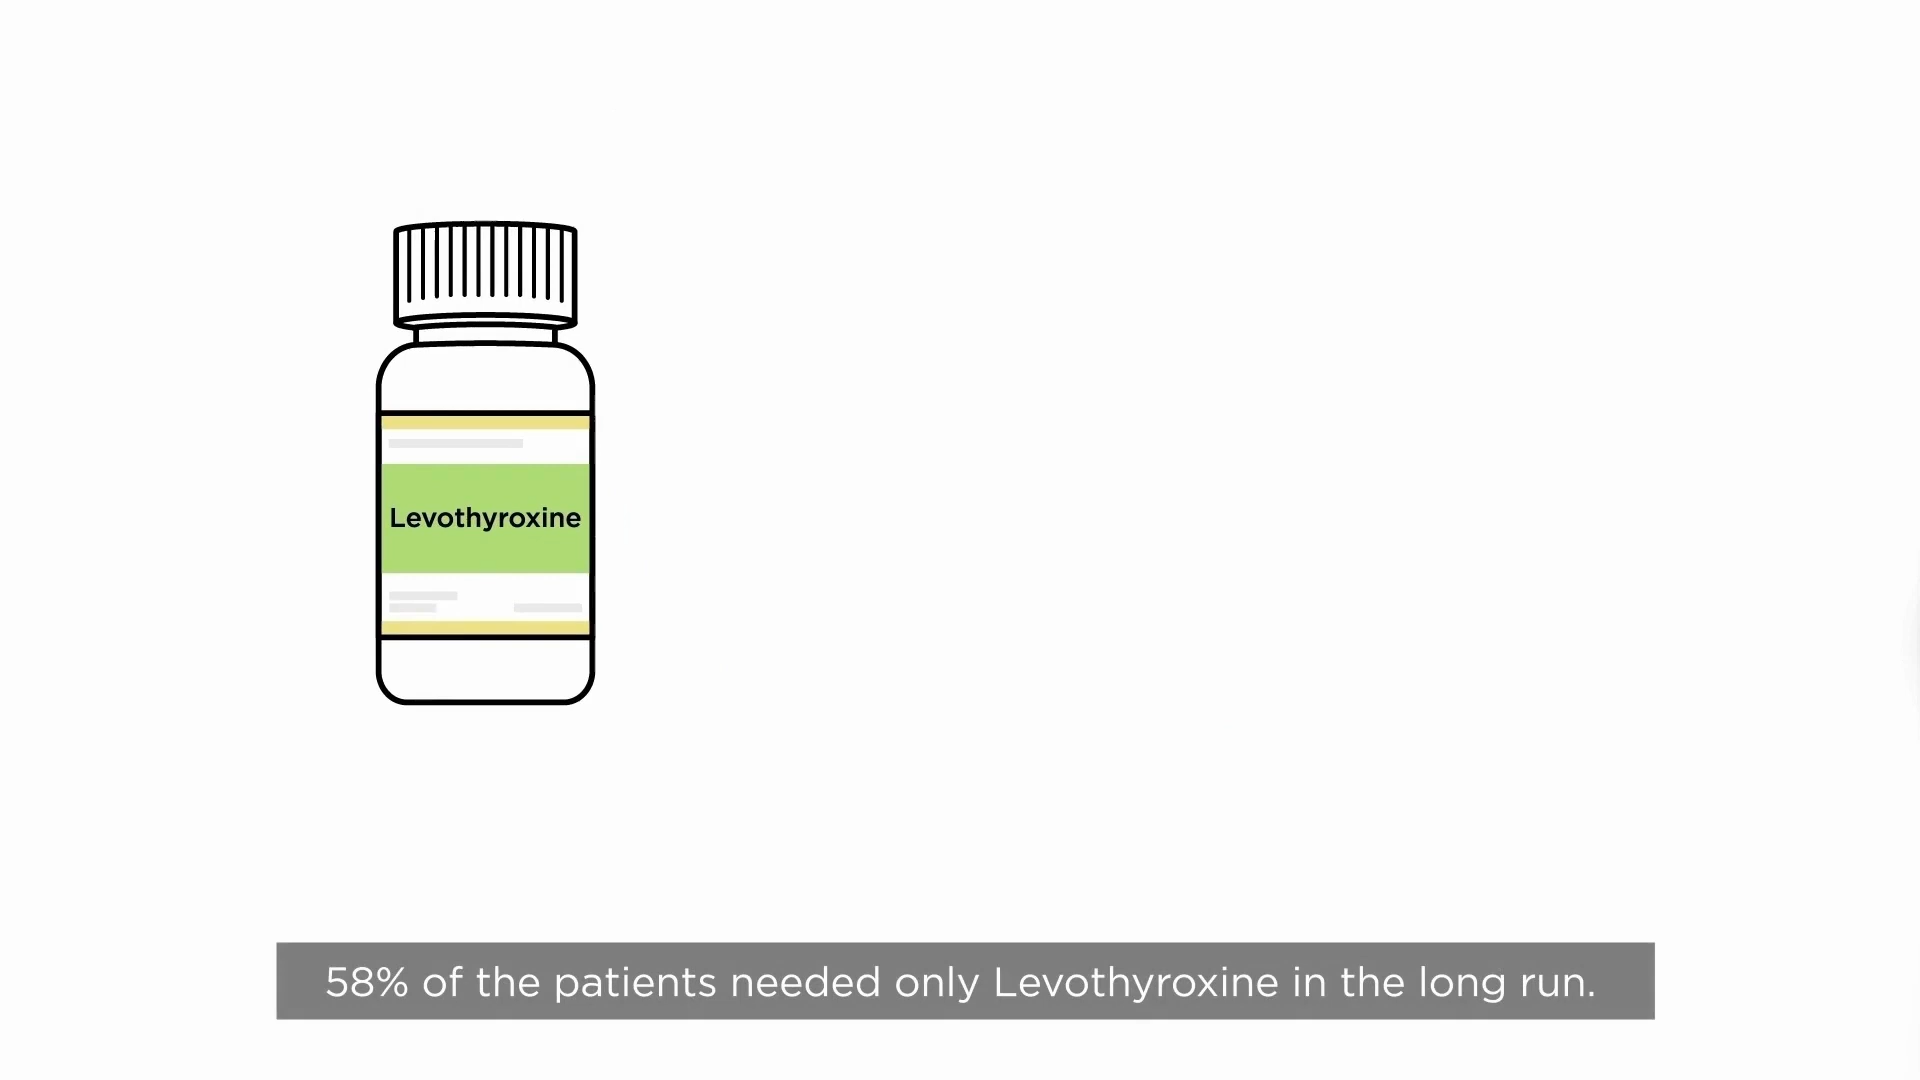 Levothyroxine
58% of the patients needed only Levothyroxine in the long run.